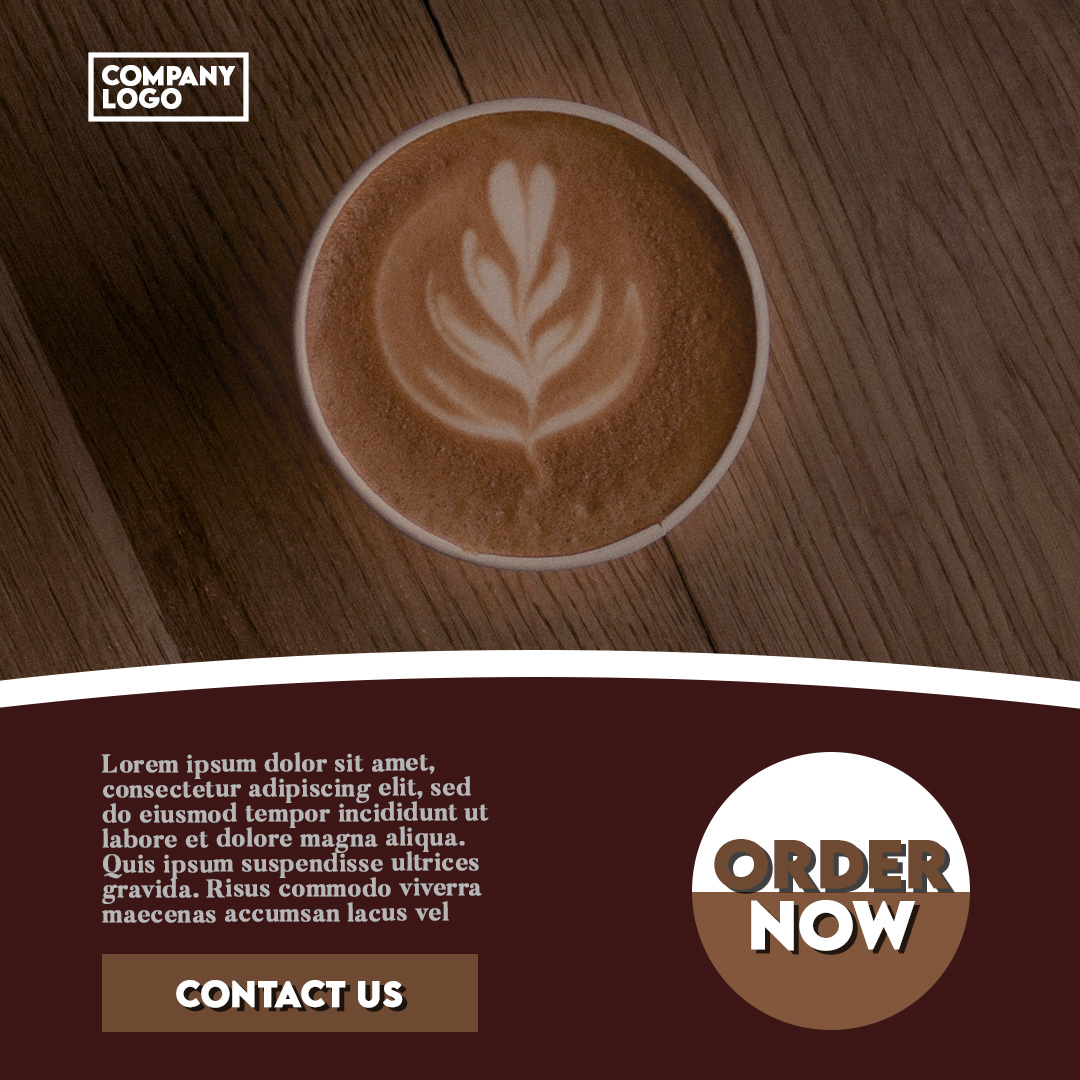 COMPANY
LOGO
Lorem ipsum dolor sit amet,
consectetur adipiscing elit, sed
do eiusmod tempor incididunt ut
labore et dolore magna aliqua.
Quis ipsum suspendisse ultrices
gravida. Risus commodo viverra
maecenas accumsan lacus vel
CONTACT US
ORDER
NOW